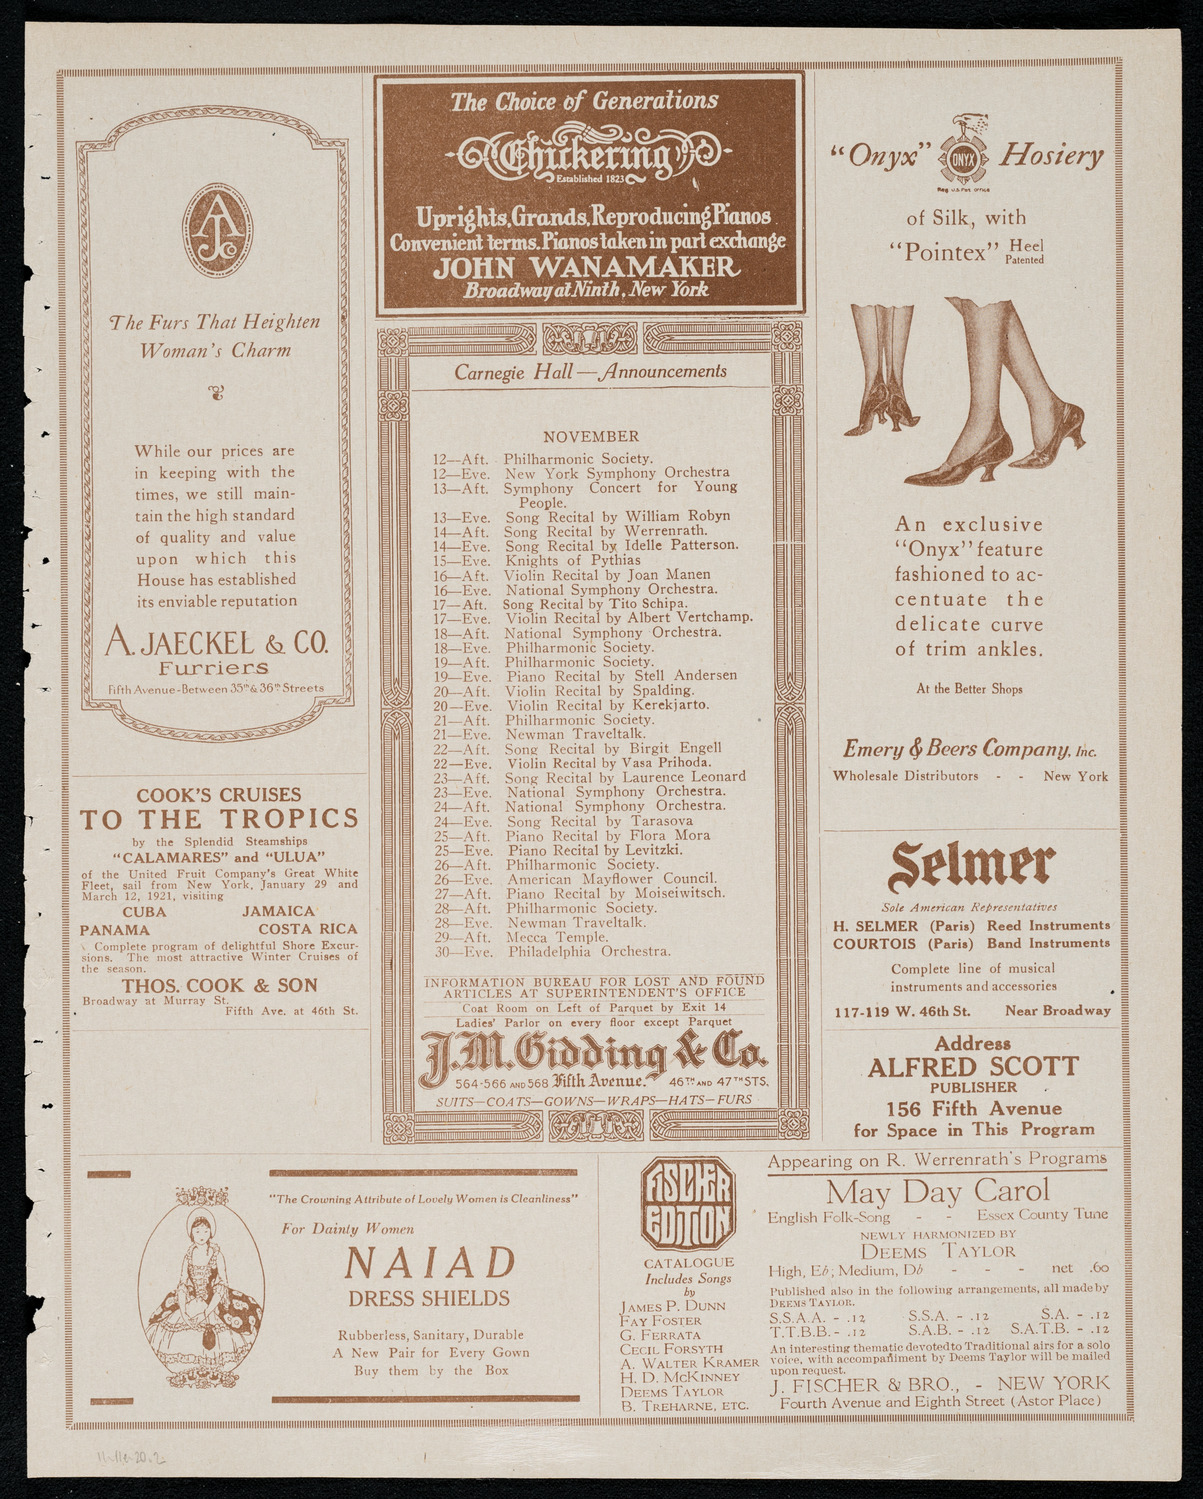 AJCo
The Furs That Heighten
Woman's Charm
While our prices are
in keeping with the
times, we still main-
tain the high standard
of quality and value
upon which this
House has established
its enviable reputation
A. JAECKEL & CO.
Furriers
Fifth Avenue-Between 35th & 36th Streets
COOK'S CRUISES
TO THE TROPICS
by the Splendid Steamships
"CALAMARES" and "ULUA"
of the United Fruit Company's Great White
Fleet, sail from New York, January 29 and
March 12, 1921, visiting
CUBA JAMAICA
PANAMA COSTA RICA
Complete program of delightful Shore Excur-
sions. The most attractive Winter Cruises of
the season.
THOS. COOK & SON
Broadway at Murray St.
Fifth Ave. at 46th St.
The Choice of Generations
Chickering
Established 1823
Uprights, Grands, Reproducing Pianos
Convenient terms. Pianos taken in part exchange
JOHN WANAMAKER
Broadway at Ninth, New York
Carnegie Hall — Announcements
NOVEMBER
12—Aft. Philharmonic Society.
12—Eve. New York Symphony Orchestra
13—Aft. Symphony Concert for Young
People.
13—Eve. Song Recital by William Robyn
14—Aft. Song Recital by Werrenrath.
14—Eve. Song Recital by Idelle Patterson.
15—Eve. Knights of Pythias
16—Aft. Violin Recital by Joan Manen
16—Eve. National Symphony Orchestra.
17—Aft. Song Recital by Tito Schipa.
17—Eve. Violin Recital by Albert Vertchamp.
18—Aft. National Symphony Orchestra.
18—Eve. Philharmonic Society.
19—Aft. Philharmonic Society.
19—Eve. Piano Recital by Stell Andersen
20—Aft. Violin Recital by Spalding.
20—Eve. Violin Recital by Kerekjarto.
21—Aft. Philharmonic Society.
21—Eve. Newman Traveltalk.
22—Aft. Song Recital by Birgit Engell
22—Eve. Violin Recital by Vasa Prihoda.
23—Aft. Song Recital by Laurence Leonard
23—Eve. National Symphony Orchestra.
24—Aft. National Symphony Orchestra.
24—Eve. Song Recital by Tarasova
25—Aft. Piano Recital by Flora Mora
25—Eve. Piano Recital by Levitzki.
26—Aft. Philharmonic Society.
26—Eve. American Mayflower Council.
27—Aft. Piano Recital by Moiseiwitsch.
28—Aft. Philharmonic Society.
28—Eve. Newman Traveltalk.
29—Aft. Mecca Temple.
30—Eve. Philadelphia Orchestra.
INFORMATION BUREAU FOR LOST AND FOUND
ARTICLES AT SUPERINTENDENT'S OFFICE
Coat Room on Left of Parquet by Exit 14
Ladies' Parlor on every floor except Parquet
J. M. Gidding & Co.
564-566 AND 568 Fifth Avenue. 46TH AND 47TH STS.
SUITS—COATS—GOWNS—WRAPS—HATS—FURS
"Onyx" ONYX Hosiery
Reg. U.S. Pat. Office
of Silk, with
"Pointex" Heel
Patented
An exclusive
"Onyx" feature
fashioned to ac-
centuate the
delicate curve
of trim ankles.
At the Better Shops
Emery & Beers Company, Inc.
Wholesale Distributors - - New York
Selmer
Sole American Representatives
H. SELMER (Paris) Reed Instruments
COURTOIS (Paris) Band Instruments
Complete line of musical
instruments and accessories
117-119 W. 46th St. Near Broadway
Address
ALFRED SCOTT
PUBLISHER
156 Fifth Avenue
for Space in This Program
"The Crowning Attribute of Lovely Women is Cleanliness"
For Dainty Women
NAIAD
DRESS SHIELDS
Rubberless, Sanitary, Durable
A New Pair for Every Gown
Buy them by the Box
FISCHER
EDITION
CATALOGUE
Includes Songs
by
JAMES P. DUNN
FAY FOSTER
G. FERRATA
CECIL FORSYTH
A. WALTER KRAMER
H. D. MCKINNEY
DEEMS TAYLOR
B. TREHARNE, ETC.
Appearing on R. Werrenrath's Programs
May Day Carol
English Folk-Song - - Essex County Tune
NEWLY HARMONIZED BY
DEEMS TAYLOR
High, E♭; Medium, D♭ - - - net .60
Published also in the following arrangements, all made by
DEEMS TAYLOR.
S.S.A.A. - .12 S.S.A. - .12 S.A. - .12
T.T.B.B. - .12 S.A.B. - .12 S.A.T.B. - .12
An interesting thematic devoted to Traditional airs for a solo
voice, with accompaniment by Deems Taylor will be mailed
upon request.
J. FISCHER & BRO., - NEW YORK
Fourth Avenue and Eighth Street (Astor Place)